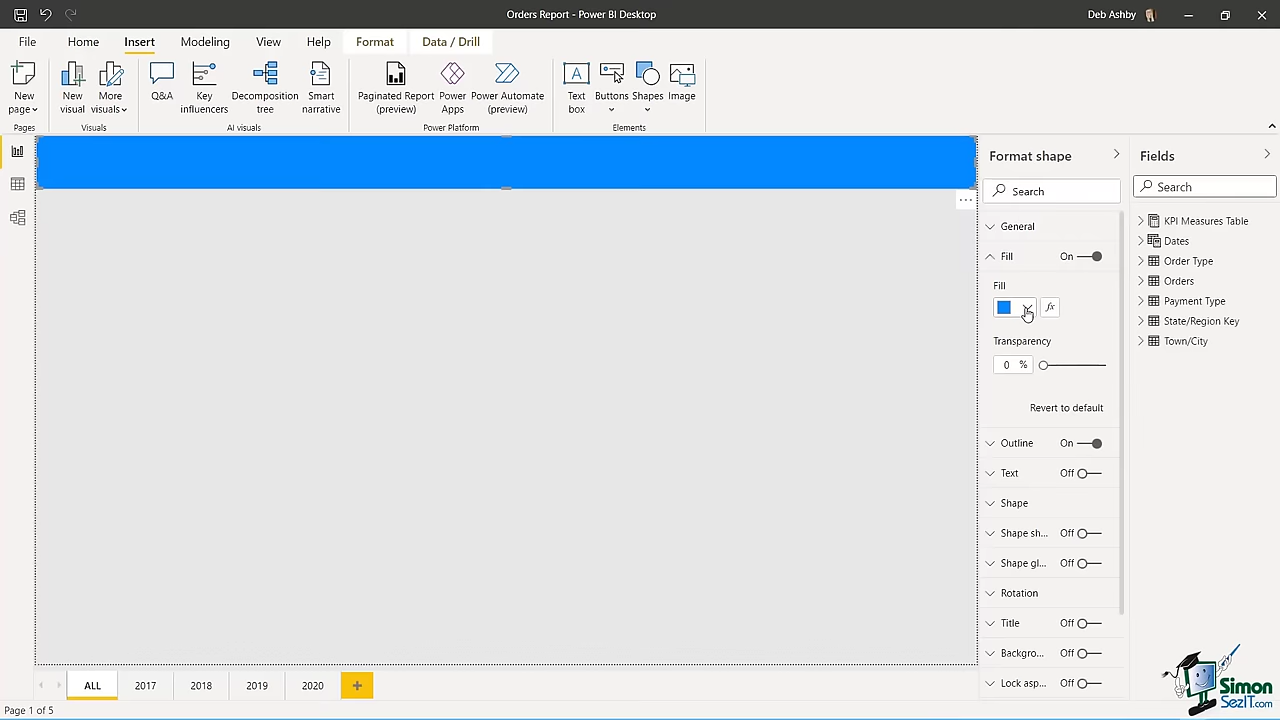 Orders Report - Power BI Desktop
Deb Ashby
File Home Insert Modeling View Help Format Data / Drill
New page
New visual
More visuals
Q&A
Key influencers
Decomposition tree
Smart narrative
Paginated Report (preview)
Power Apps
Power Automate (preview)
Text box
Buttons
Shapes
Image
Pages
Visuals
AI visuals
Power Platform
Elements
Format shape
Search
General
Fill On
Fill
fx
Transparency
0 %
Revert to default
Outline On
Text Off
Shape
Shape sh... Off
Shape gl... Off
Rotation
Title Off
Backgro... Off
Lock asp... Off
Fields
Search
KPI Measures Table
Dates
Order Type
Orders
Payment Type
State/Region Key
Town/City
ALL 2017 2018 2019 2020 +
Page 1 of 5
Simon
SezIT.com